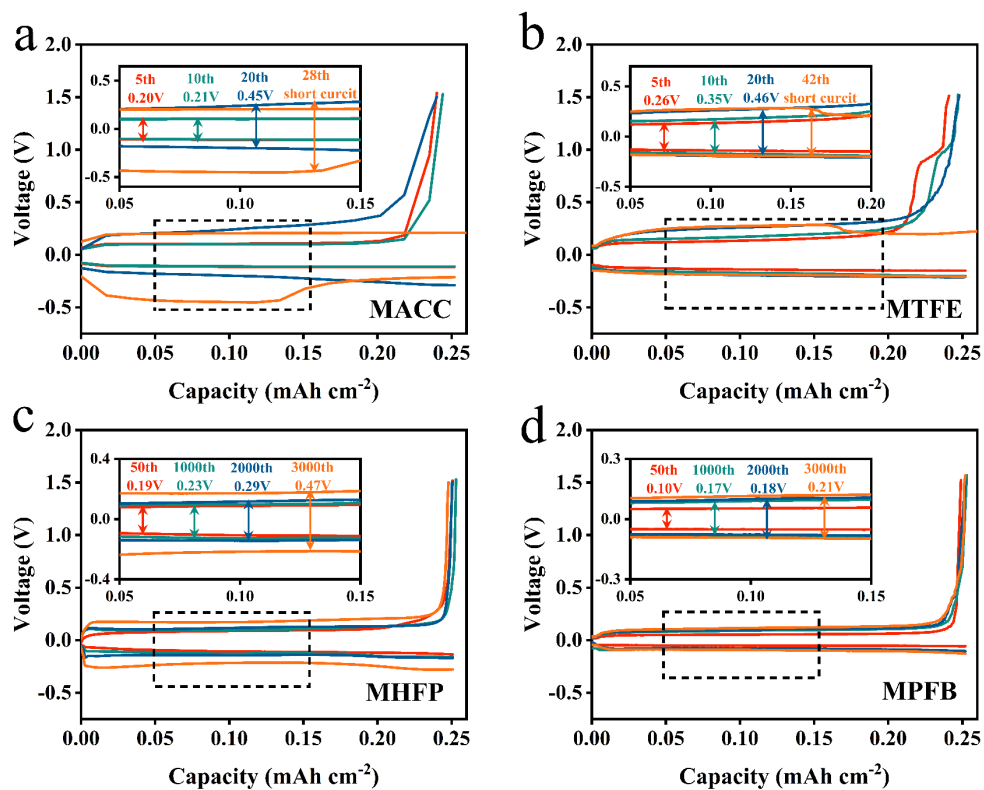 a
2.0
1.5
1.0
0.5
0.0
-0.5
Voltage (V)
0.5
0.0
-0.5
5th 10th 20th 28th
0.20V 0.21V 0.45V short curcit
0.05 0.10 0.15
MACC
0.00 0.05 0.10 0.15 0.20 0.25
Capacity (mAh cm⁻²)
b
2.0
1.5
1.0
0.5
0.0
-0.5
Voltage (V)
0.5
0.0
-0.5
5th 10th 20th 42th
0.26V 0.35V 0.46V short curcit
0.05 0.10 0.15 0.20
MTFE
0.00 0.05 0.10 0.15 0.20 0.25
Capacity (mAh cm⁻²)
c
2.0
1.5
1.0
0.5
0.0
-0.5
Voltage (V)
0.4
0.0
-0.4
50th 1000th 2000th 3000th
0.19V 0.23V 0.29V 0.47V
0.05 0.10 0.15
MHFP
0.00 0.05 0.10 0.15 0.20 0.25
Capacity (mAh cm⁻²)
d
2.0
1.5
1.0
0.5
0.0
-0.5
Voltage (V)
0.3
0.0
-0.3
50th 1000th 2000th 3000th
0.10V 0.17V 0.18V 0.21V
0.05 0.10 0.15
MPFB
0.00 0.05 0.10 0.15 0.20 0.25
Capacity (mAh cm⁻²)